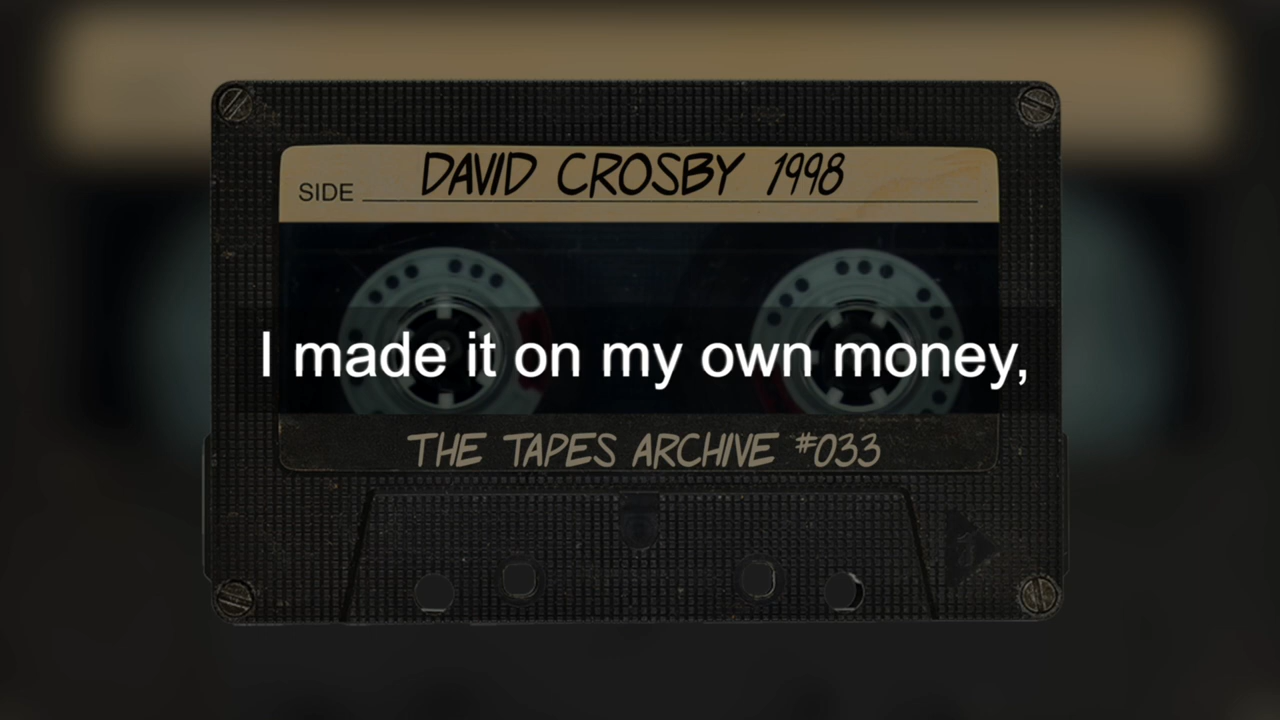 DAVID CROSBY 1998
SIDE
I made it on my own money,
THE TAPES ARCHIVE #033